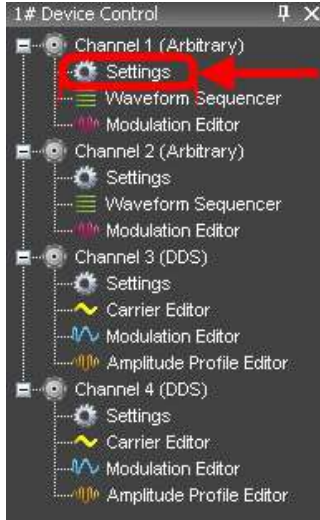 1# Device Control
Channel 1 (Arbitrary)
Settings
Waveform Sequencer
Modulation Editor
Channel 2 (Arbitrary)
Settings
Waveform Sequencer
Modulation Editor
Channel 3 (DDS)
Settings
Carrier Editor
Modulation Editor
Amplitude Profile Editor
Channel 4 (DDS)
Settings
Carrier Editor
Modulation Editor
Amplitude Profile Editor